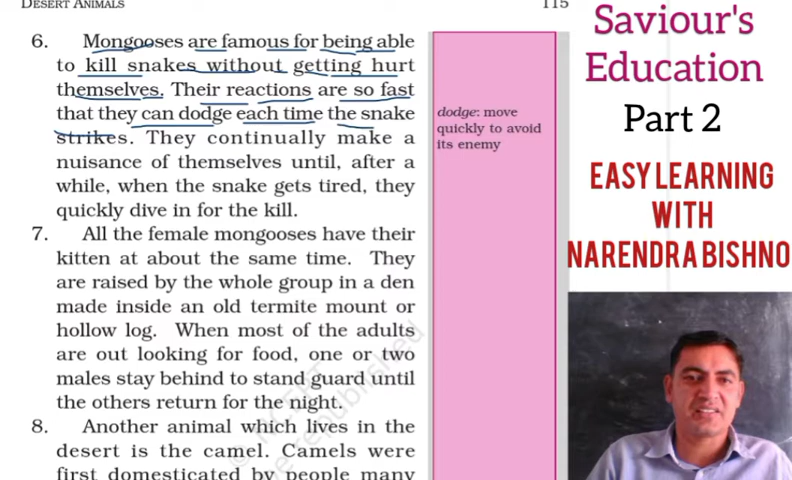 DESERT ANIMALS
115
6. Mongooses are famous for being able
to kill snakes without getting hurt
themselves. Their reactions are so fast
that they can dodge each time the snake
strikes. They continually make a
nuisance of themselves until, after a
while, when the snake gets tired, they
quickly dive in for the kill.
7. All the female mongooses have their
kitten at about the same time. They
are raised by the whole group in a den
made inside an old termite mount or
hollow log. When most of the adults
are out looking for food, one or two
males stay behind to stand guard until
the others return for the night.
8. Another animal which lives in the
desert is the camel. Camels were
first domesticated by people many
dodge: move
quickly to avoid
its enemy
Saviour's
Education
Part 2
EASY LEARNING
WITH
NARENDRA BISHNO
be republished